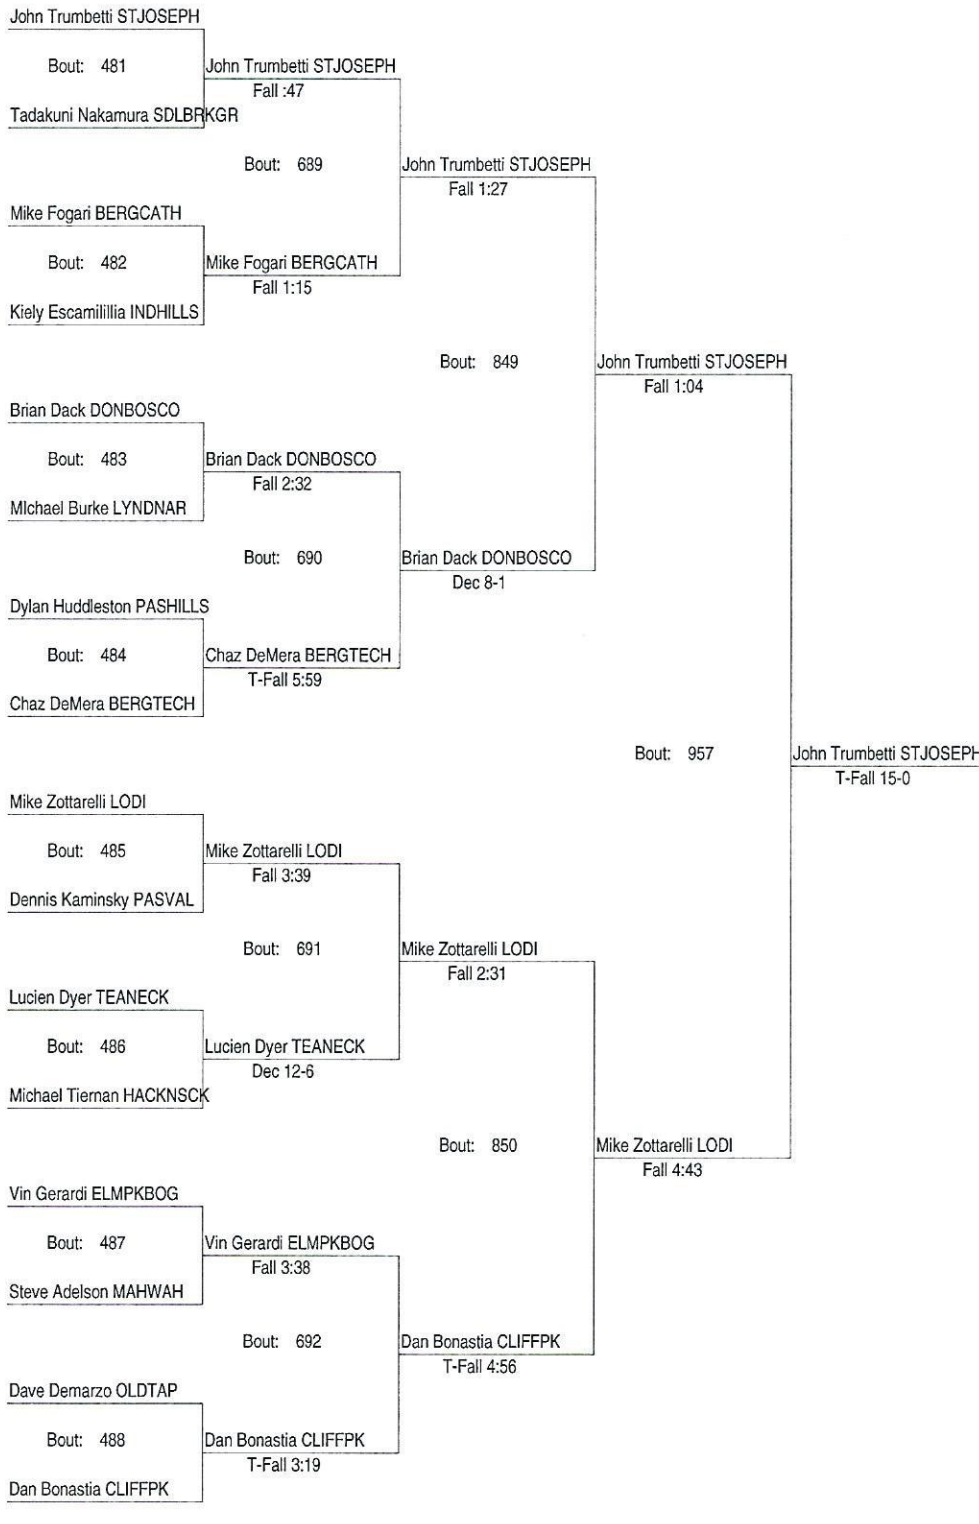 John Trumbetti STJOSEPH
Bout: 481
John Trumbetti STJOSEPH
Fall :47
Tadakuni Nakamura SDLBRKGR
Bout: 689
John Trumbetti STJOSEPH
Fall 1:27
Mike Fogari BERGCATH
Bout: 482
Mike Fogari BERGCATH
Fall 1:15
Kiely Escamilillia INDHILLS
Bout: 849
John Trumbetti STJOSEPH
Fall 1:04
Brian Dack DONBOSCO
Bout: 483
Brian Dack DONBOSCO
Fall 2:32
MIchael Burke LYNDNAR
Bout: 690
Brian Dack DONBOSCO
Dec 8-1
Dylan Huddleston PASHILLS
Bout: 484
Chaz DeMera BERGTECH
T-Fall 5:59
Chaz DeMera BERGTECH
Bout: 957
John Trumbetti STJOSEPH
T-Fall 15-0
Mike Zottarelli LODI
Bout: 485
Mike Zottarelli LODI
Fall 3:39
Dennis Kaminsky PASVAL
Bout: 691
Mike Zottarelli LODI
Fall 2:31
Lucien Dyer TEANECK
Bout: 486
Lucien Dyer TEANECK
Dec 12-6
Michael Tiernan HACKNSCK
Bout: 850
Mike Zottarelli LODI
Fall 4:43
Vin Gerardi ELMPKBOG
Bout: 487
Vin Gerardi ELMPKBOG
Fall 3:38
Steve Adelson MAHWAH
Bout: 692
Dan Bonastia CLIFFPK
T-Fall 4:56
Dave Demarzo OLDTAP
Bout: 488
Dan Bonastia CLIFFPK
T-Fall 3:19
Dan Bonastia CLIFFPK